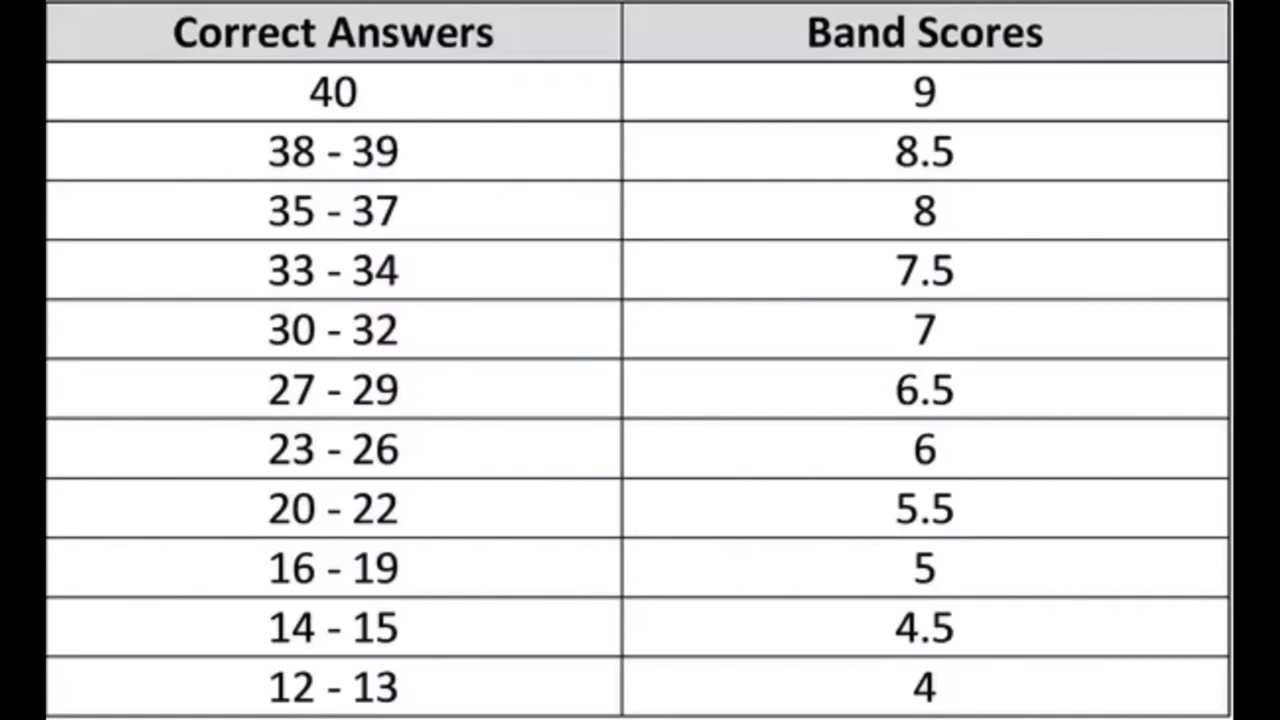 Correct Answers Band Scores
40 9
38 - 39 8.5
35 - 37 8
33 - 34 7.5
30 - 32 7
27 - 29 6.5
23 - 26 6
20 - 22 5.5
16 - 19 5
14 - 15 4.5
12 - 13 4